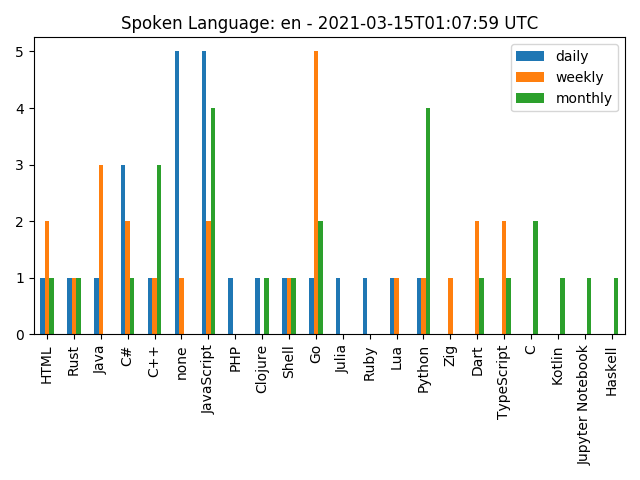 Spoken Language: en - 2021-03-15T01:07:59 UTC
daily
weekly
monthly
5
4
3
2
1
0
HTML
Rust
Java
C#
C++
none
JavaScript
PHP
Clojure
Shell
Go
Julia
Ruby
Lua
Python
Zig
Dart
TypeScript
C
Kotlin
Jupyter Notebook
Haskell